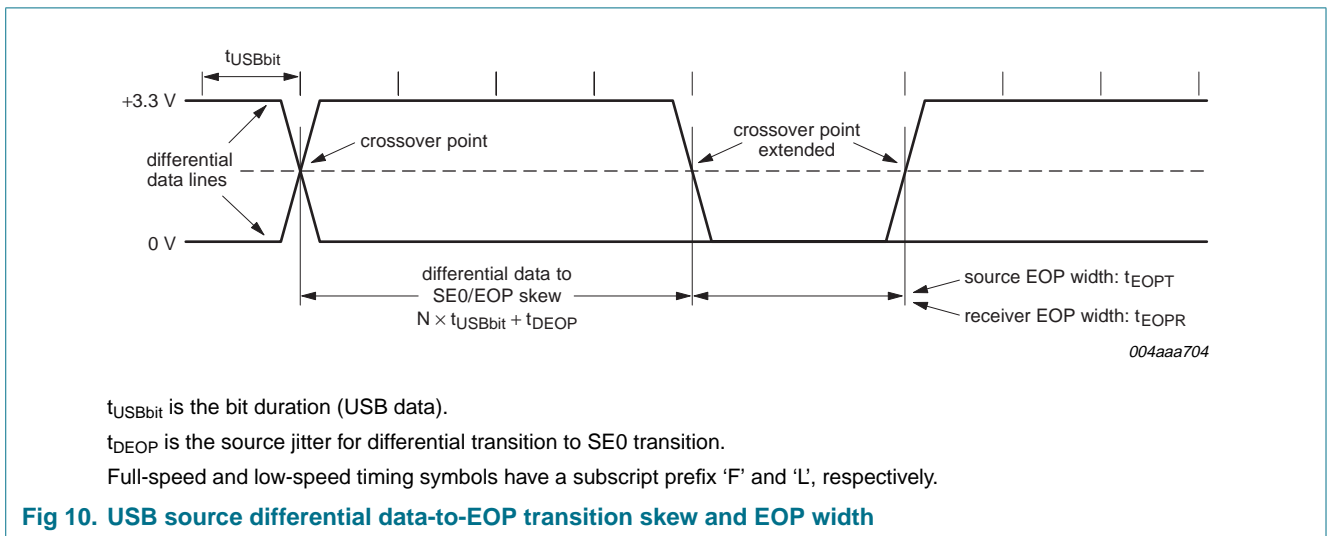 tUSBbit
+3.3 V
crossover point
crossover point
extended
differential
data lines
0 V
differential data to
SE0/EOP skew
N × tUSBbit + tDEOP
source EOP width: tEOPT
receiver EOP width: tEOPR
004aaa704
tUSBbit is the bit duration (USB data).
tDEOP is the source jitter for differential transition to SE0 transition.
Full-speed and low-speed timing symbols have a subscript prefix ‘F’ and ‘L’, respectively.
Fig 10. USB source differential data-to-EOP transition skew and EOP width